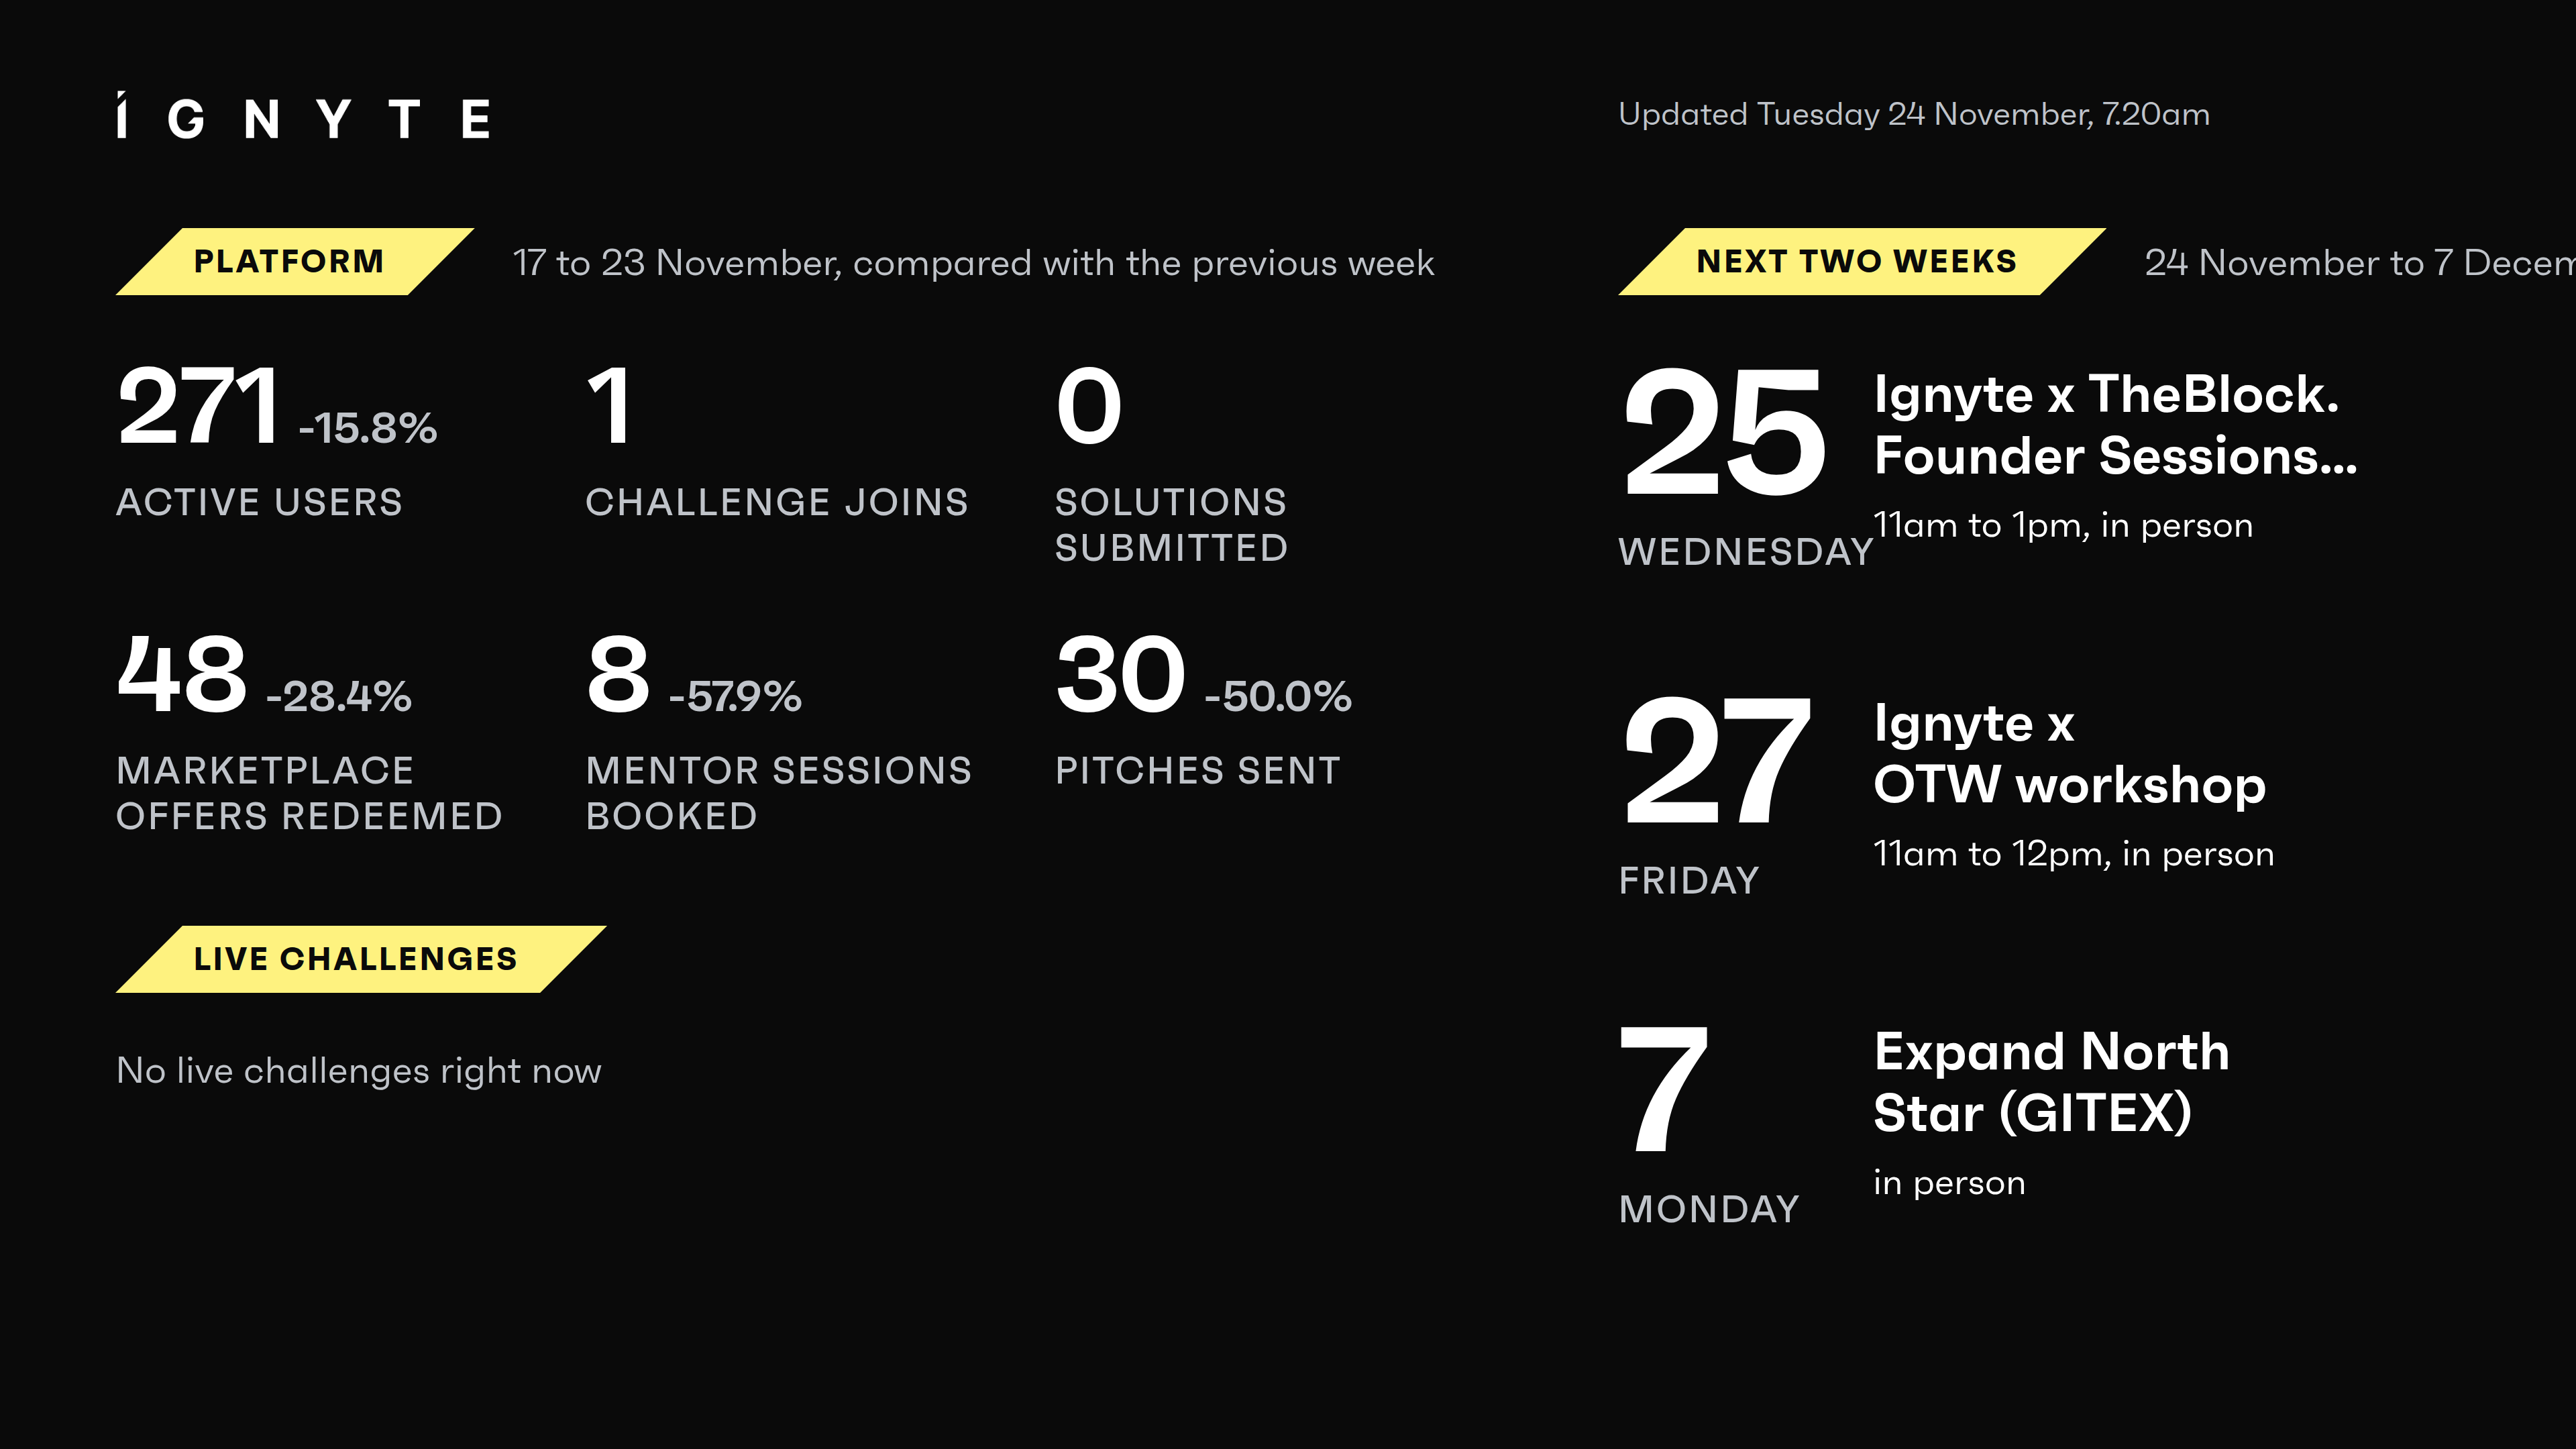 IGNYTE
Updated Tuesday 24 November, 7.20am
PLATFORM
17 to 23 November, compared with the previous week
271 -15.8%
ACTIVE USERS
1
CHALLENGE JOINS
0
SOLUTIONS
SUBMITTED
48 -28.4%
MARKETPLACE
OFFERS REDEEMED
8 -57.9%
MENTOR SESSIONS
BOOKED
30 -50.0%
PITCHES SENT
LIVE CHALLENGES
No live challenges right now
NEXT TWO WEEKS
24 November to 7 Decem
25
WEDNESDAY
Ignyte x TheBlock.
Founder Sessions...
11am to 1pm, in person
27
FRIDAY
Ignyte x
OTW workshop
11am to 12pm, in person
7
MONDAY
Expand North
Star (GITEX)
in person